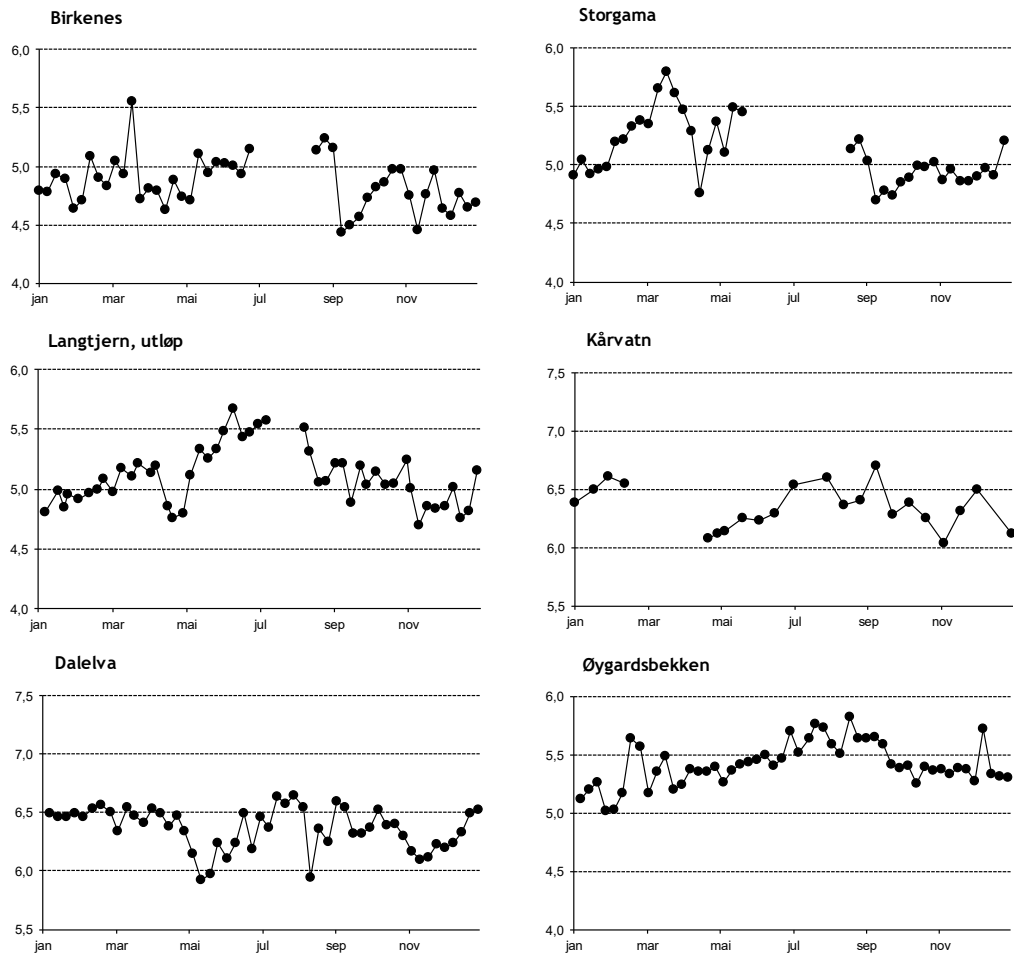 Birkenes
6,0
5,5
5,0
4,5
4,0
jan mar mai jul sep nov
Storgama
6,0
5,5
5,0
4,5
4,0
jan mar mai jul sep nov
Langtjern, utløp
6,0
5,5
5,0
4,5
4,0
jan mar mai jul sep nov
Kårvatn
7,5
7,0
6,5
6,0
5,5
jan mar mai jul sep nov
Dalelva
7,5
7,0
6,5
6,0
5,5
jan mar mai jul sep nov
Øygardsbekken
6,0
5,5
5,0
4,5
4,0
jan mar mai jul sep nov